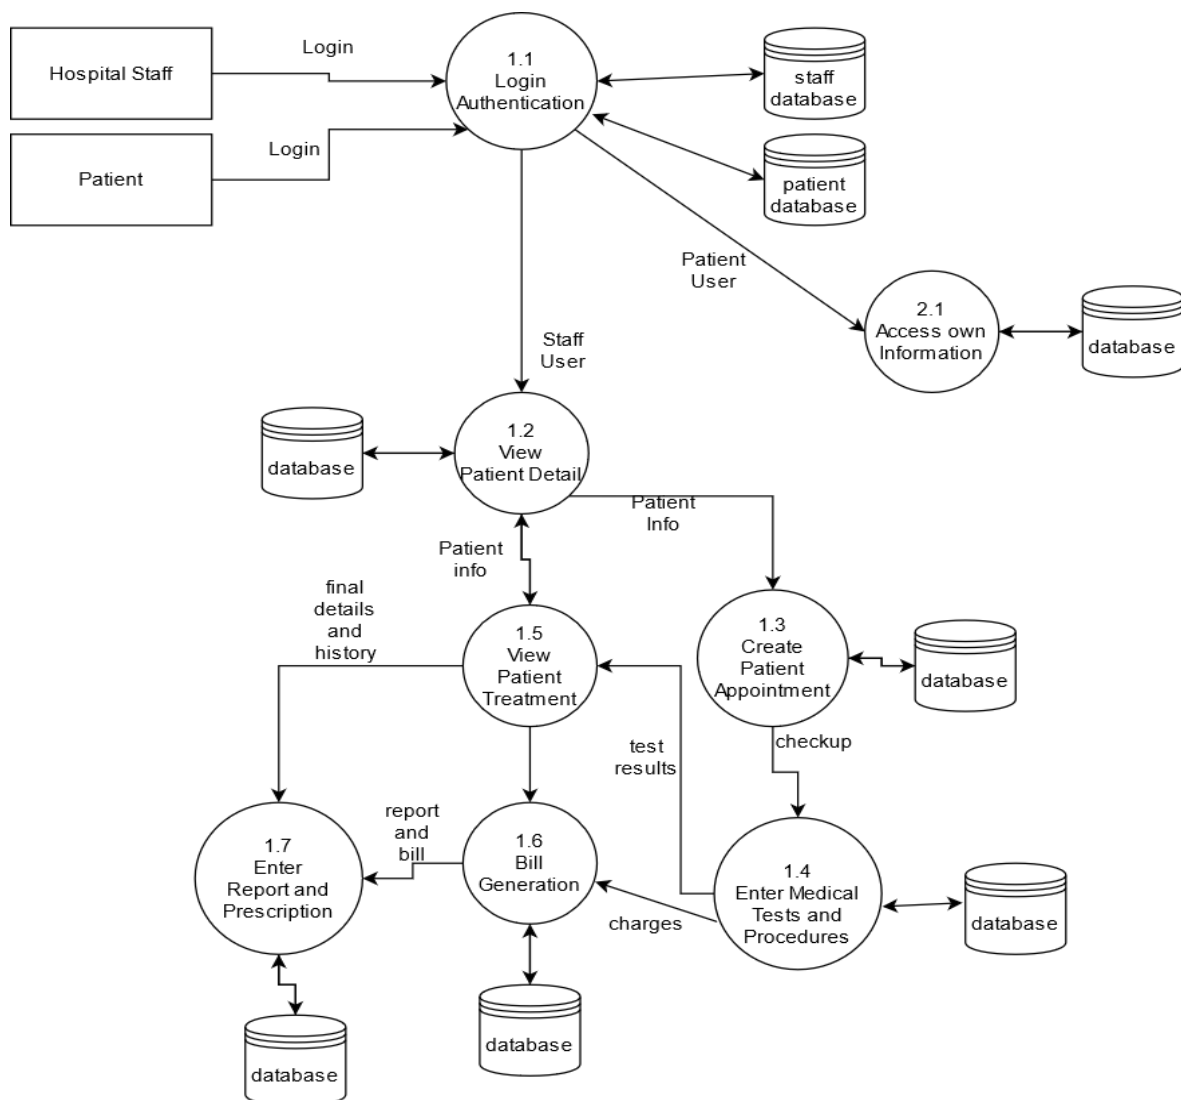 Hospital Staff
Login
1.1
Login
Authentication
staff
database
Patient
Login
patient
database
Patient
User
2.1
Access own
Information
database
Staff
User
1.2
View
Patient Detail
database
Patient
Info
Patient
info
final
details
and
history
1.5
View
Patient
Treatment
1.3
Create
Patient
Appointment
database
checkup
test
results
report
and
bill
1.7
Enter
Report and
Prescription
1.6
Bill
Generation
charges
1.4
Enter Medical
Tests and
Procedures
database
database
database